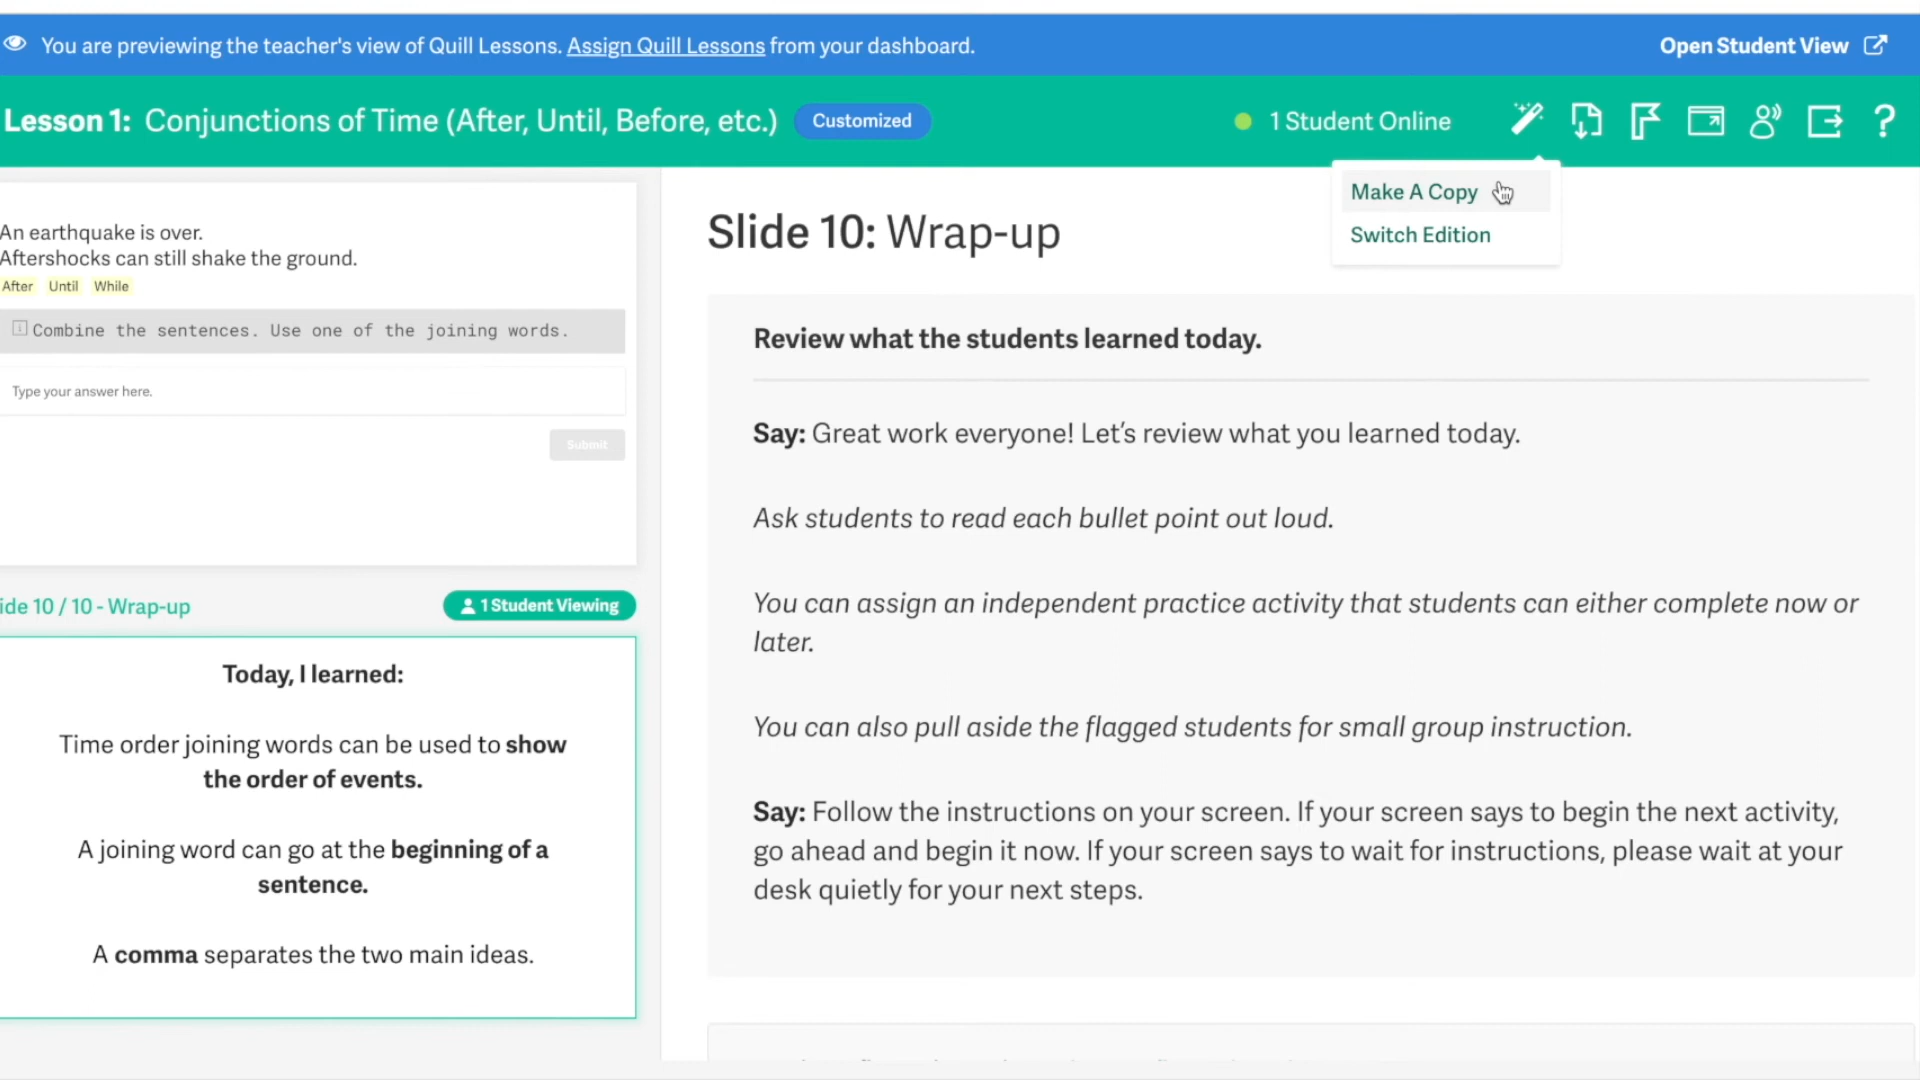 You are previewing the teacher's view of Quill Lessons. Assign Quill Lessons from your dashboard.
Open Student View
Lesson 1: Conjunctions of Time (After, Until, Before, etc.)
Customized
1 Student Online
?
Make A Copy
Switch Edition
An earthquake is over.
Aftershocks can still shake the ground.
After Until While
Combine the sentences. Use one of the joining words.
Type your answer here.
Submit
ide 10 / 10 - Wrap-up
1 Student Viewing
Today, I learned:
Time order joining words can be used to show
the order of events.
A joining word can go at the beginning of a
sentence.
A comma separates the two main ideas.
Slide 10: Wrap-up
Review what the students learned today.
Say: Great work everyone! Let's review what you learned today.
Ask students to read each bullet point out loud.
You can assign an independent practice activity that students can either complete now or
later.
You can also pull aside the flagged students for small group instruction.
Say: Follow the instructions on your screen. If your screen says to begin the next activity,
go ahead and begin it now. If your screen says to wait for instructions, please wait at your
desk quietly for your next steps.